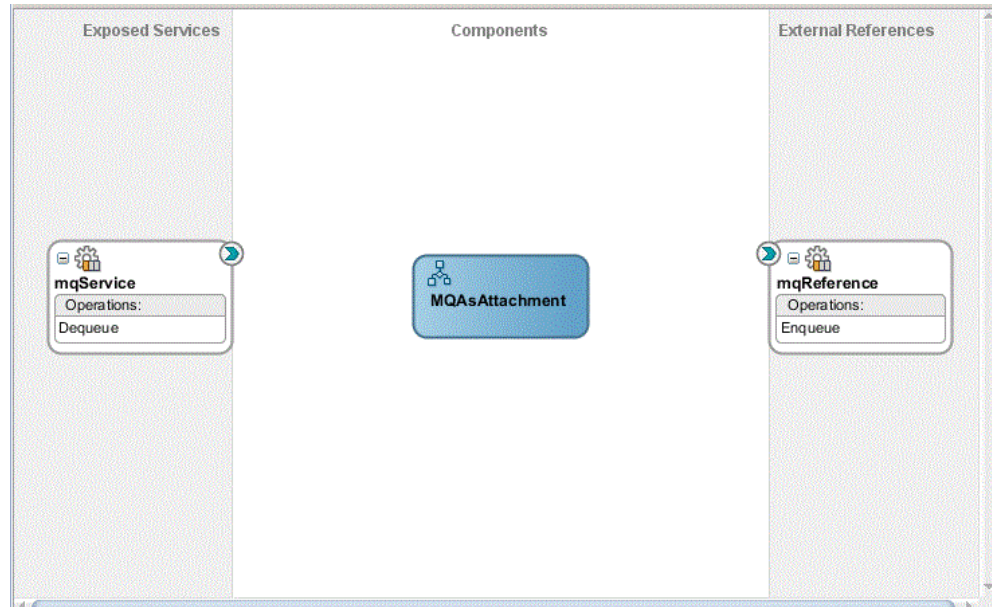 Exposed Services
Components
External References
mqService
Operations:
Dequeue
MQAsAttachment
mqReference
Operations:
Enqueue